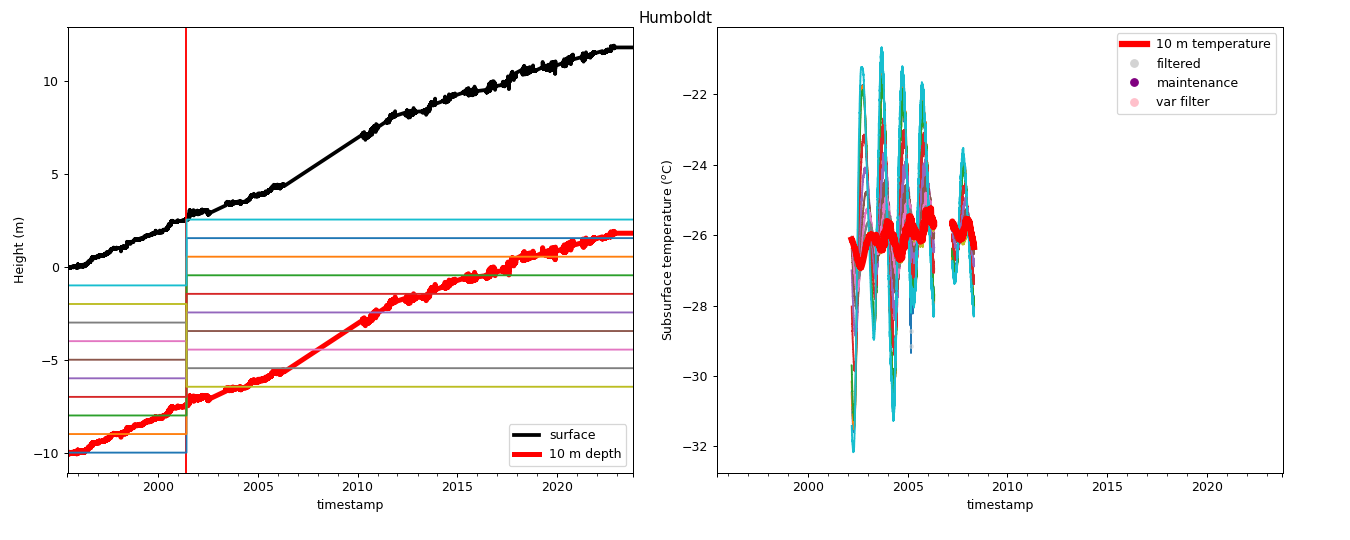 Humboldt
Height (m)
10
5
0
−5
−10
2000
2005
2010
2015
2020
timestamp
surface
10 m depth
Subsurface temperature (°C)
−22
−24
−26
−28
−30
−32
2000
2005
2010
2015
2020
timestamp
10 m temperature
filtered
maintenance
var filter